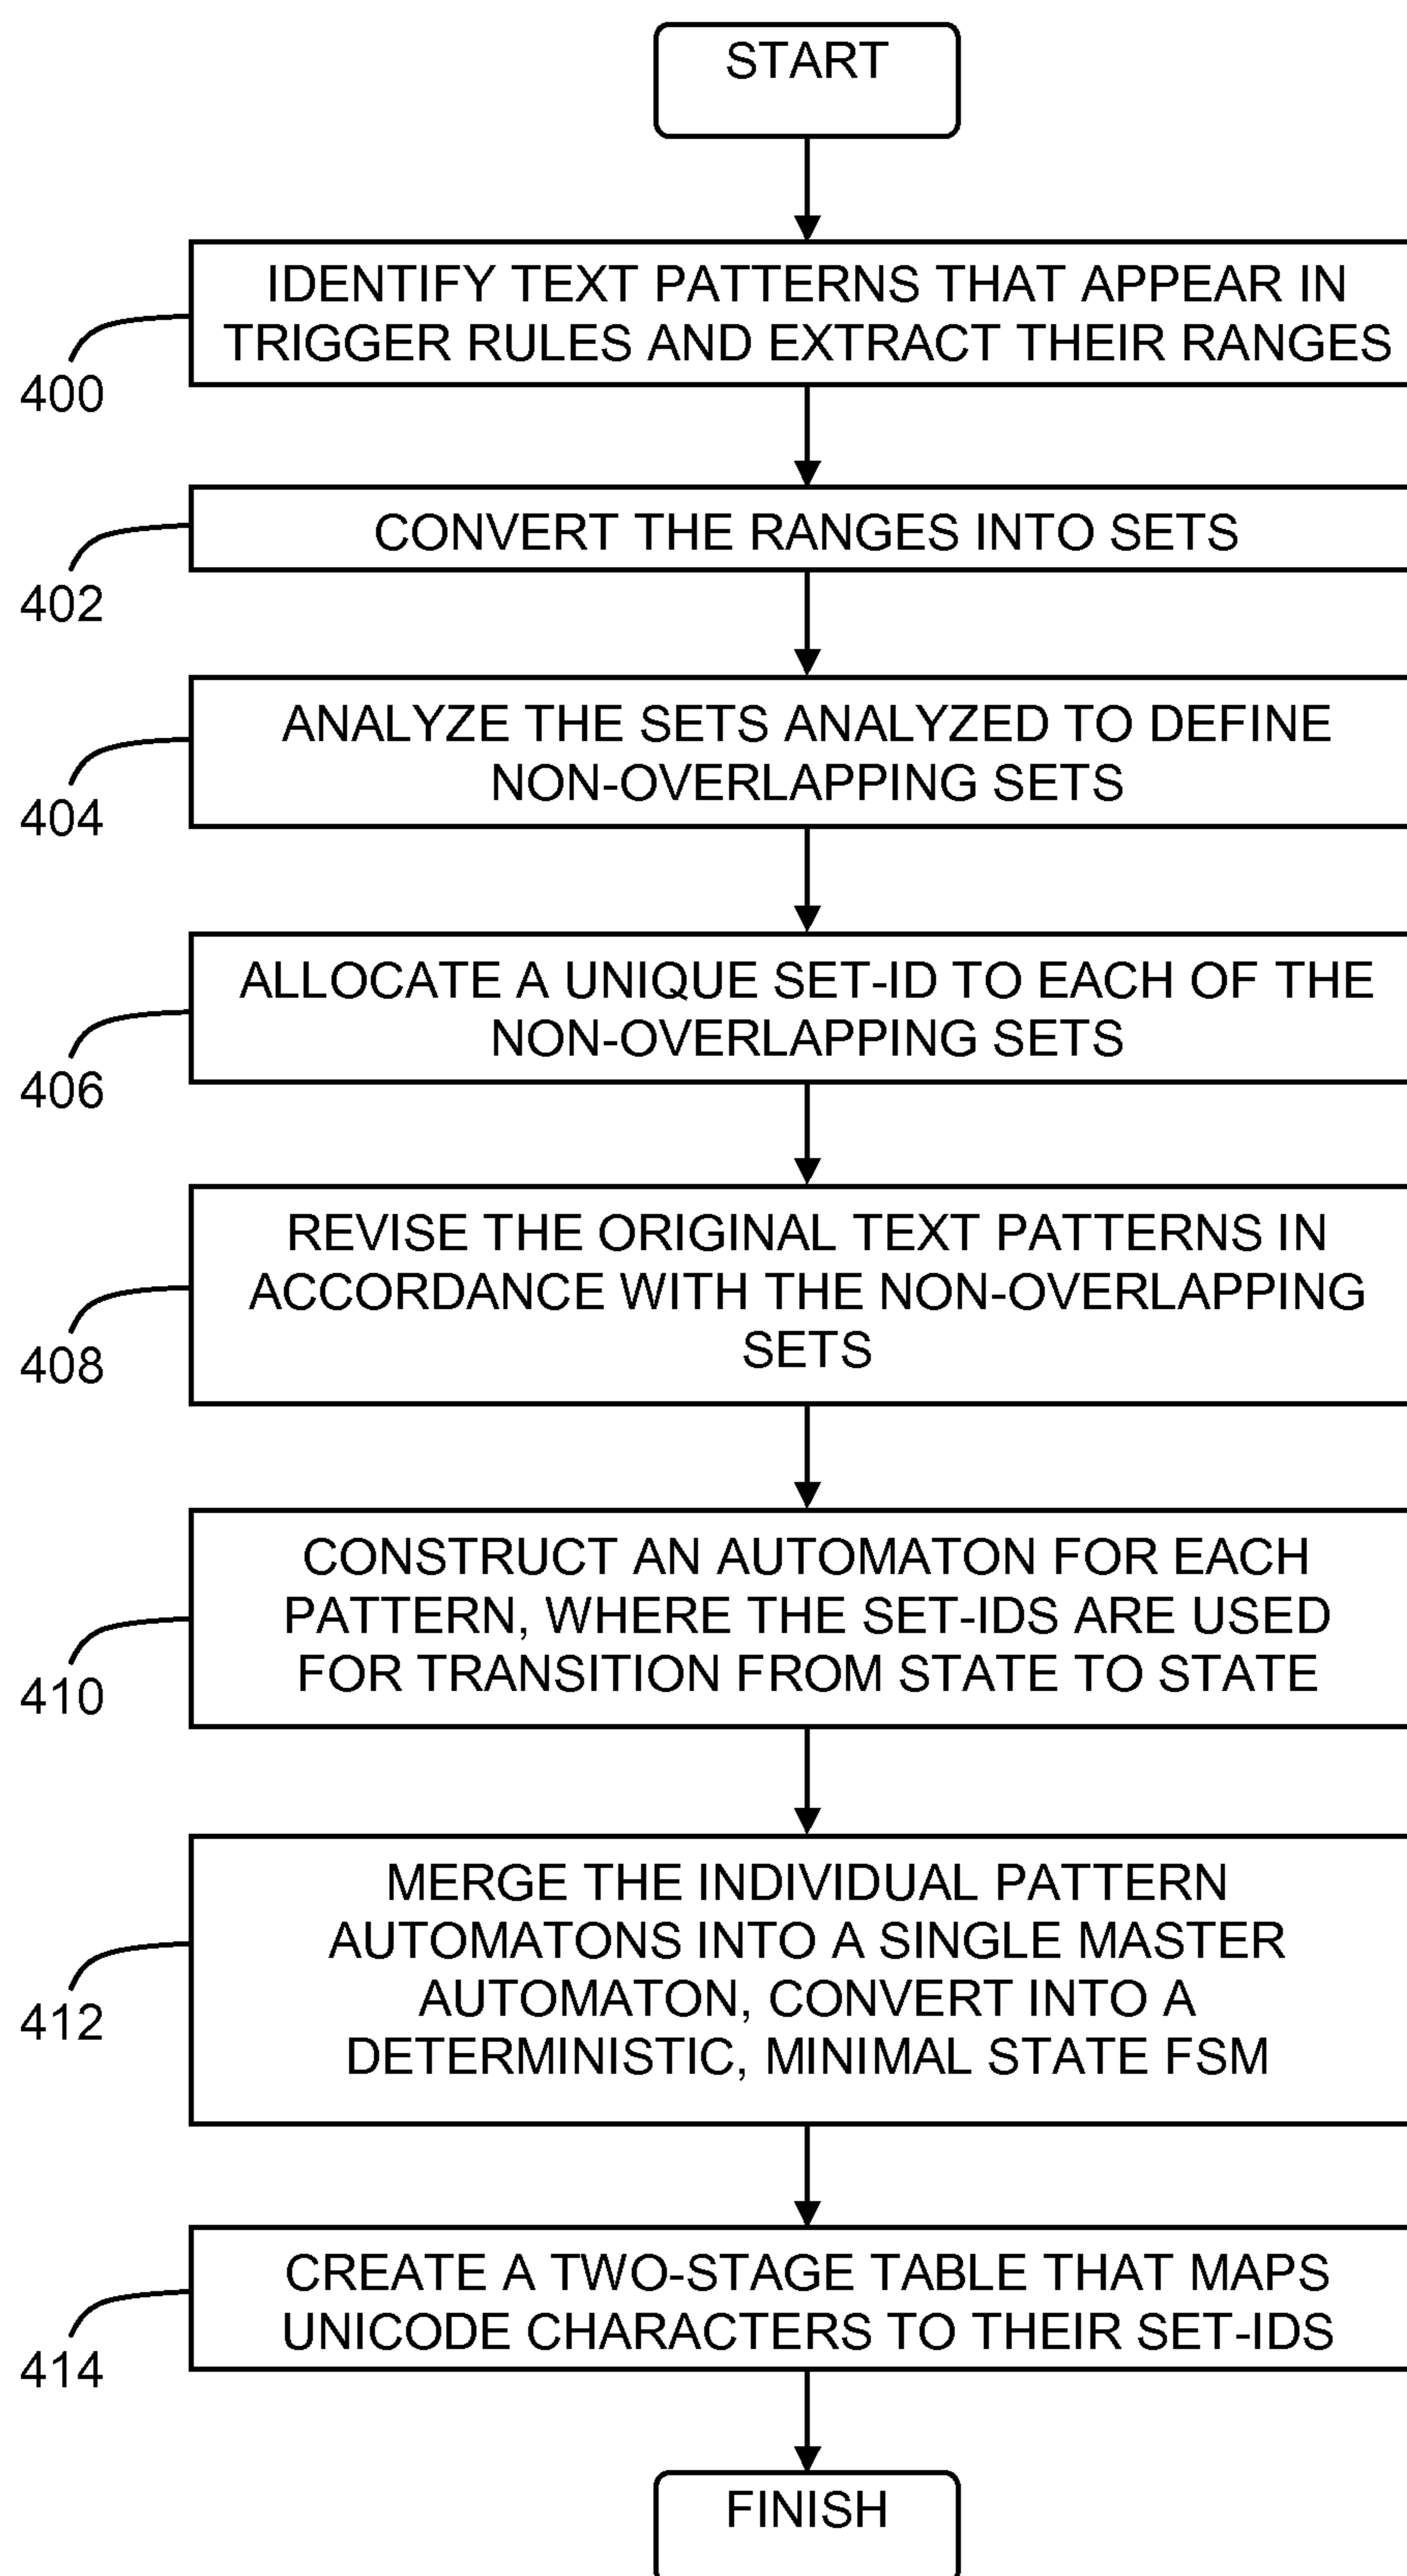 START
IDENTIFY TEXT PATTERNS THAT APPEAR IN
TRIGGER RULES AND EXTRACT THEIR RANGES
400
CONVERT THE RANGES INTO SETS
402
ANALYZE THE SETS ANALYZED TO DEFINE
NON-OVERLAPPING SETS
404
ALLOCATE A UNIQUE SET-ID TO EACH OF THE
NON-OVERLAPPING SETS
406
REVISE THE ORIGINAL TEXT PATTERNS IN
ACCORDANCE WITH THE NON-OVERLAPPING
SETS
408
CONSTRUCT AN AUTOMATON FOR EACH
PATTERN, WHERE THE SET-IDS ARE USED
FOR TRANSITION FROM STATE TO STATE
410
MERGE THE INDIVIDUAL PATTERN
AUTOMATONS INTO A SINGLE MASTER
AUTOMATON, CONVERT INTO A
DETERMINISTIC, MINIMAL STATE FSM
412
CREATE A TWO-STAGE TABLE THAT MAPS
UNICODE CHARACTERS TO THEIR SET-IDS
414
FINISH